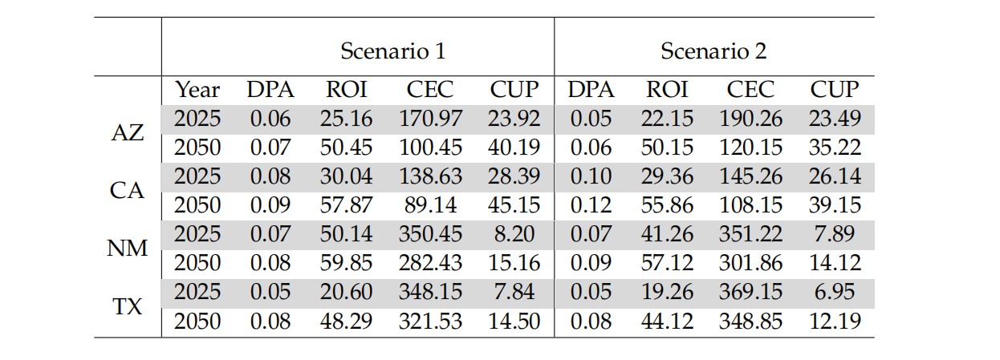 Scenario 1 Scenario 2
Year DPA ROI CEC CUP DPA ROI CEC CUP
AZ
2025 0.06 25.16 170.97 23.92 0.05 22.15 190.26 23.49
2050 0.07 50.45 100.45 40.19 0.06 50.15 120.15 35.22
CA
2025 0.08 30.04 138.63 28.39 0.10 29.36 145.26 26.14
2050 0.09 57.87 89.14 45.15 0.12 55.86 108.15 39.15
NM
2025 0.07 50.14 350.45 8.20 0.07 41.26 351.22 7.89
2050 0.08 59.85 282.43 15.16 0.09 57.12 301.86 14.12
TX
2025 0.05 20.60 348.15 7.84 0.05 19.26 369.15 6.95
2050 0.08 48.29 321.53 14.50 0.08 44.12 348.85 12.19